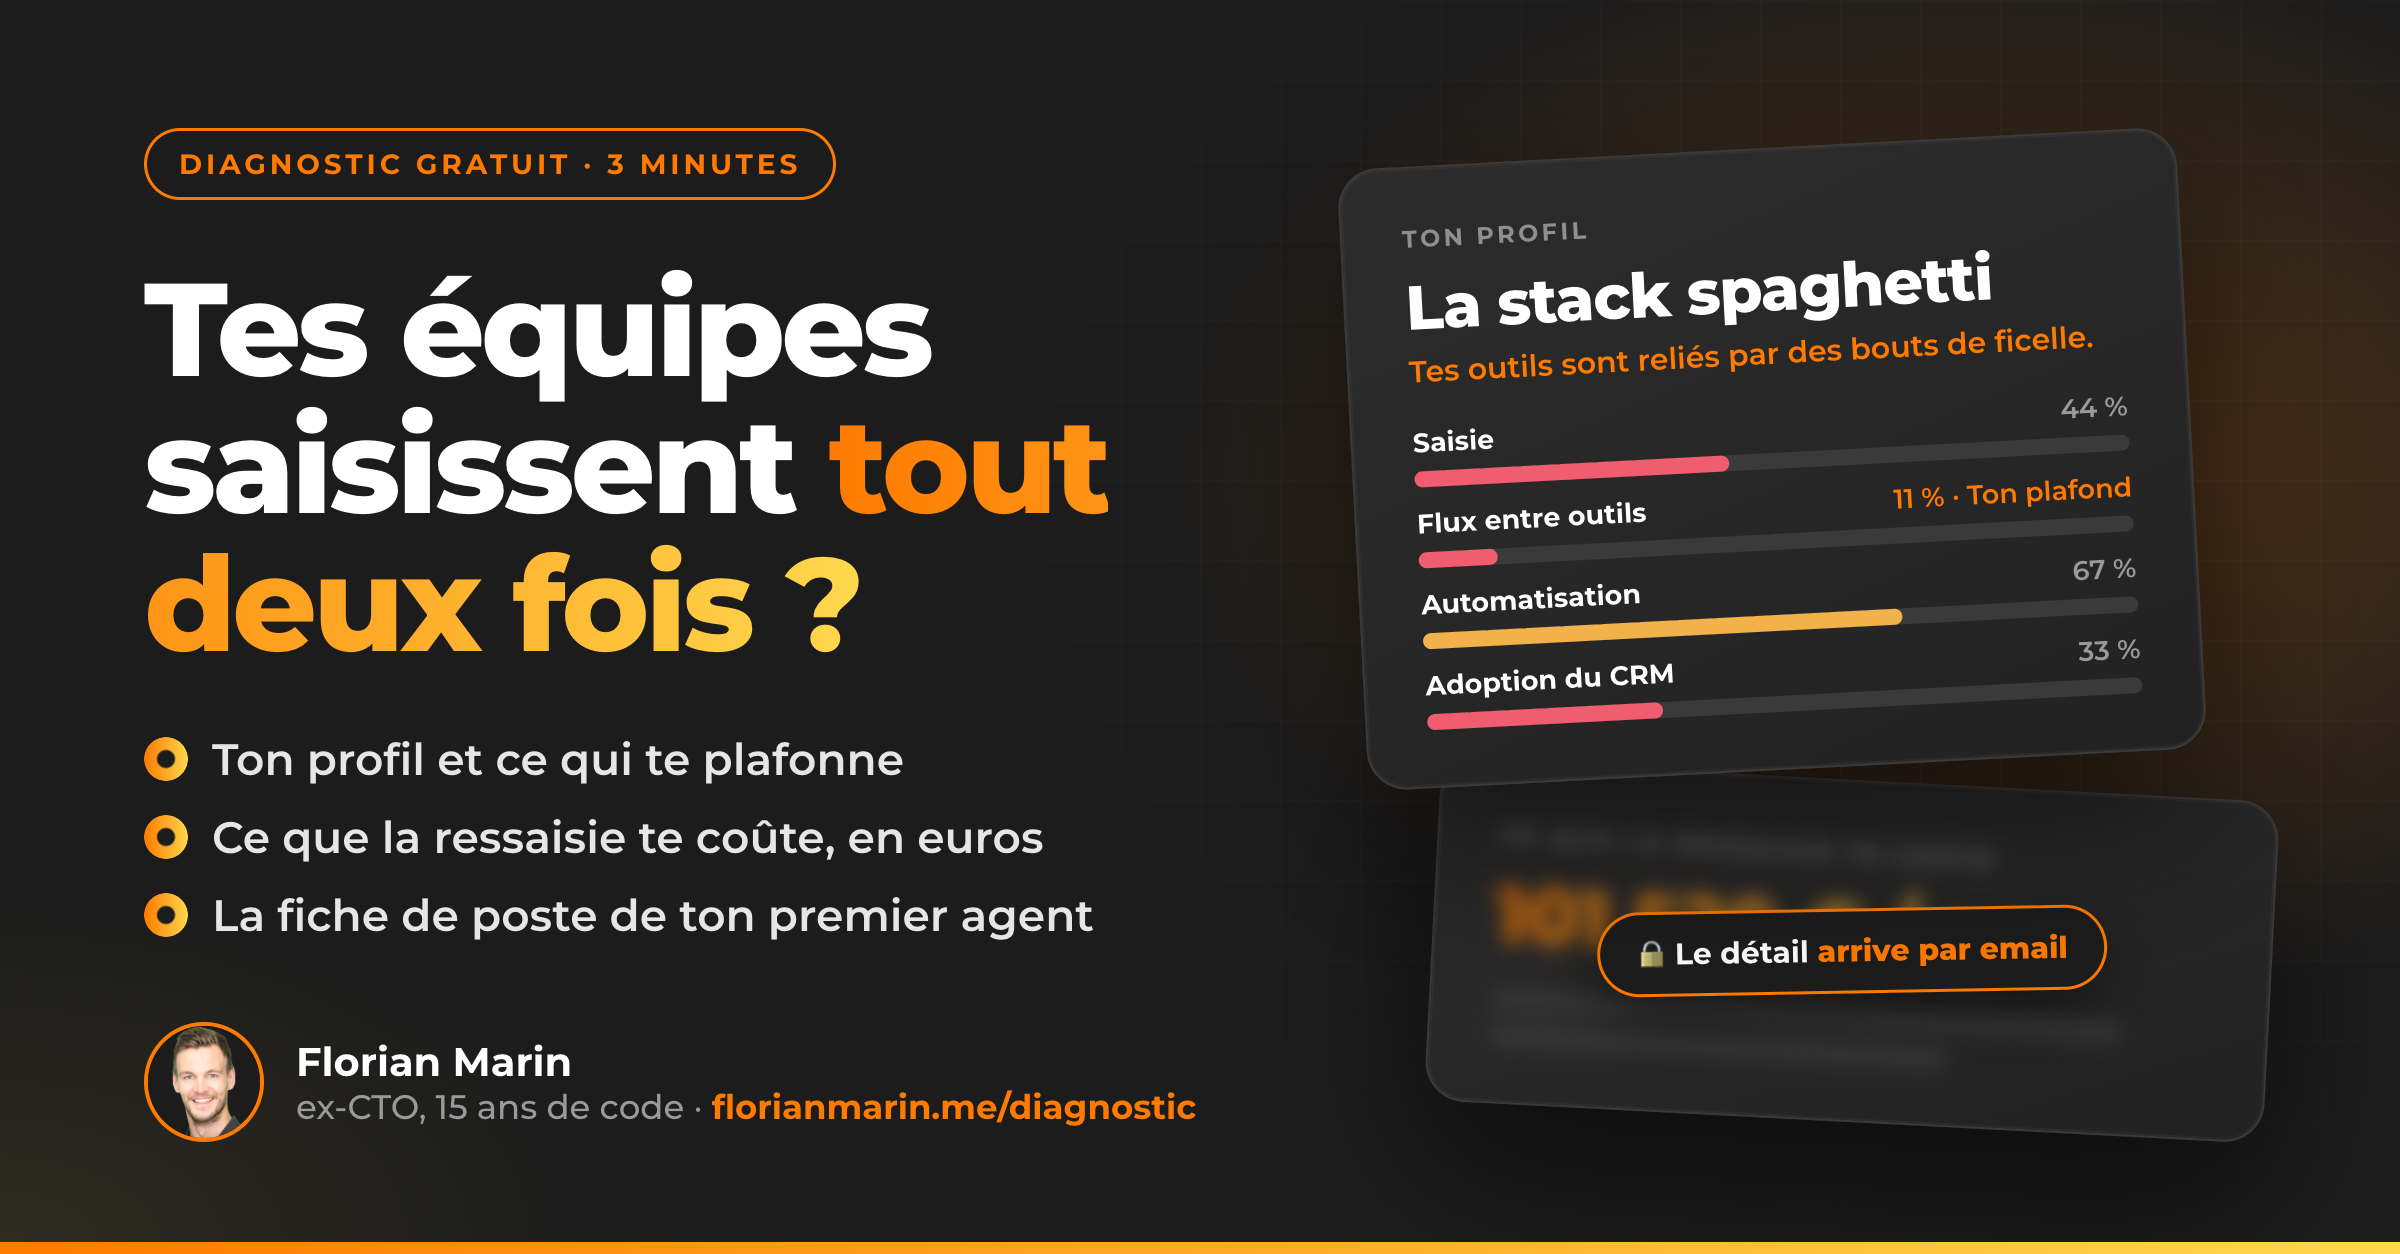 DIAGNOSTIC GRATUIT · 3 MINUTES
Tes équipes
saisissent tout
deux fois ?
Ton profil et ce qui te plafonne
Ce que la ressaisie te coûte, en euros
La fiche de poste de ton premier agent
Florian Marin
ex-CTO, 15 ans de code · florianmarin.me/diagnostic
TON PROFIL
La stack spaghetti
Tes outils sont reliés par des bouts de ficelle.
Saisie 44 %
Flux entre outils 11 % · Ton plafond
Automatisation 67 %
Adoption du CRM 33 %
🔒 Le détail arrive par email